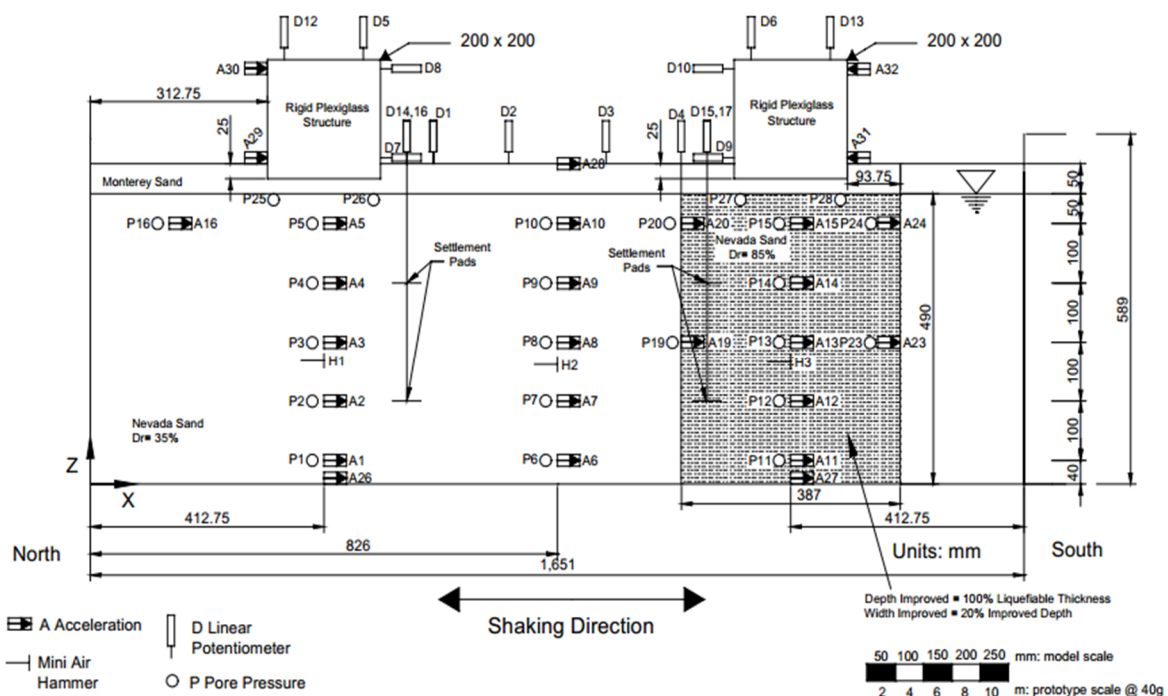 D12 D5 D6 D13
200 x 200 200 x 200
A30 D8 D10 A32
312.75
Rigid Plexiglass Structure
Rigid Plexiglass Structure
25 A29 D14,16 D1 D2 D3 D4 D15,17 25 A31
D7 A28 D9
Monterey Sand 93.75 50
P25 P26 P27 P28 50
P16 A16 P5 A5 P10 A10 P20 A20 P15 A15 P24 A24
Settlement Pads
Settlement Pads
Nevada Sand
Dr= 85%
100
P4 A4 P9 A9 P14 A14
490 589
100
P3 A3 P8 A8 P19 A19 P13 A13 P23 A23
H1 H2 H3
100
P2 A2 P7 A7 P12 A12
Nevada Sand
Dr= 35%
100
Z P1 A1 P6 A6 P11 A11
A26 A27 40
X
387
412.75 412.75
North 826 Units: mm South
1,651
Depth Improved = 100% Liquefiable Thickness
Width Improved = 20% Improved Depth
Shaking Direction
A Acceleration
D Linear
Potentiometer
Mini Air
Hammer
P Pore Pressure
50 100 150 200 250 mm: model scale
2 4 6 8 10 m: prototype scale @ 40g